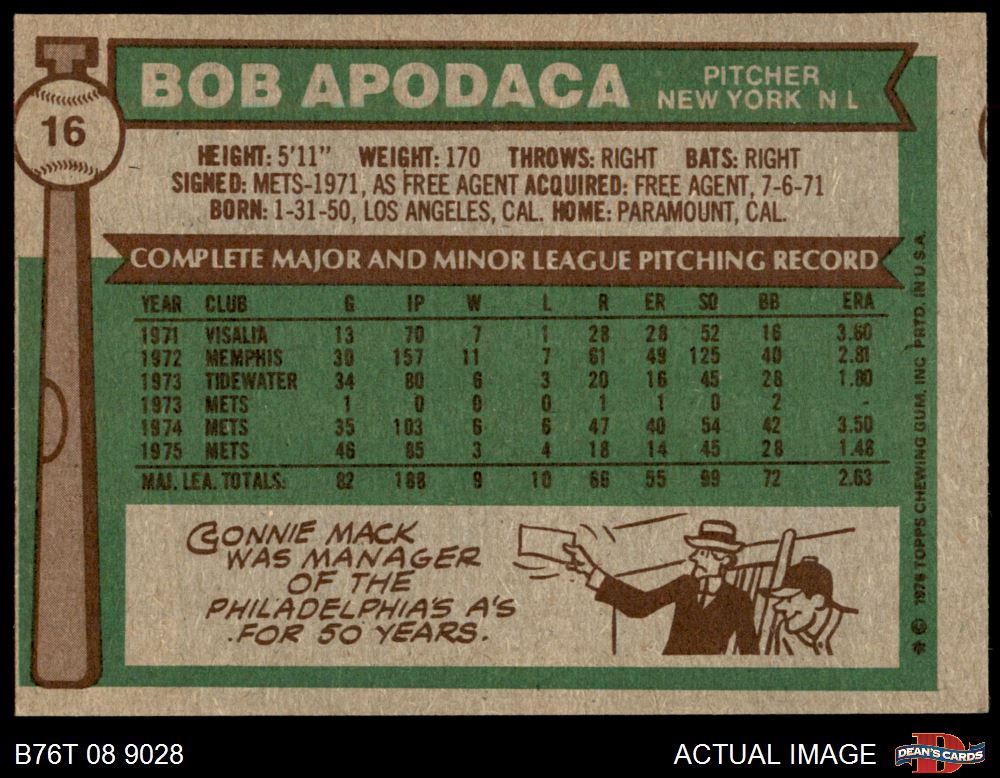 16
BOB APODACA
PITCHER
NEW YORK N L
HEIGHT: 5'11" WEIGHT: 170 THROWS: RIGHT BATS: RIGHT
SIGNED: METS-1971, AS FREE AGENT ACQUIRED: FREE AGENT, 7-6-71
BORN: 1-31-50, LOS ANGELES, CAL. HOME: PARAMOUNT, CAL.
COMPLETE MAJOR AND MINOR LEAGUE PITCHING RECORD
YEAR CLUB G IP W L R ER SO BB ERA
1971 VISALIA 13 70 7 1 28 28 52 16 3.60
1972 MEMPHIS 30 157 11 7 61 49 125 40 2.81
1973 TIDEWATER 34 80 6 3 20 16 45 28 1.80
1973 METS 1 0 0 0 1 1 0 2 -
1974 METS 35 103 6 6 47 40 54 42 3.50
1975 METS 46 85 3 4 18 14 45 28 1.48
MAJ. LEA. TOTALS: 82 188 9 10 66 55 99 72 2.63
CONNIE MACK
WAS MANAGER
OF THE
PHILADELPHIA'S A'S
FOR 50 YEARS.
* © 1976 TOPPS CHEWING GUM, INC PRTD. IN U.S.A.
B76T 08 9028
ACTUAL IMAGE
DEAN'S CARDS